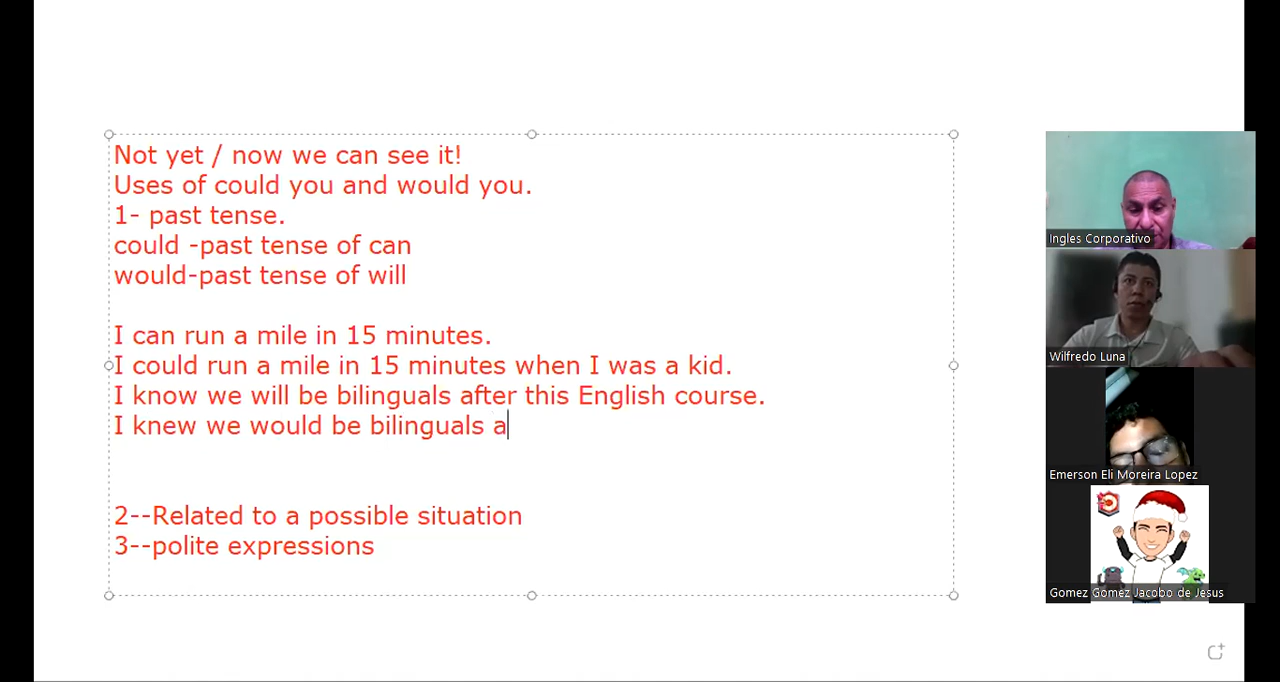 Not yet / now we can see it!
Uses of could you and would you.
1- past tense.
could -past tense of can
would-past tense of will
I can run a mile in 15 minutes.
I could run a mile in 15 minutes when I was a kid.
I know we will be bilinguals after this English course.
I knew we would be bilinguals a
2--Related to a possible situation
3--polite expressions
Ingles Corporativo
Wilfredo Luna
Emerson Eli Moreira Lopez
Gomez Gomez Jacobo de Jesus